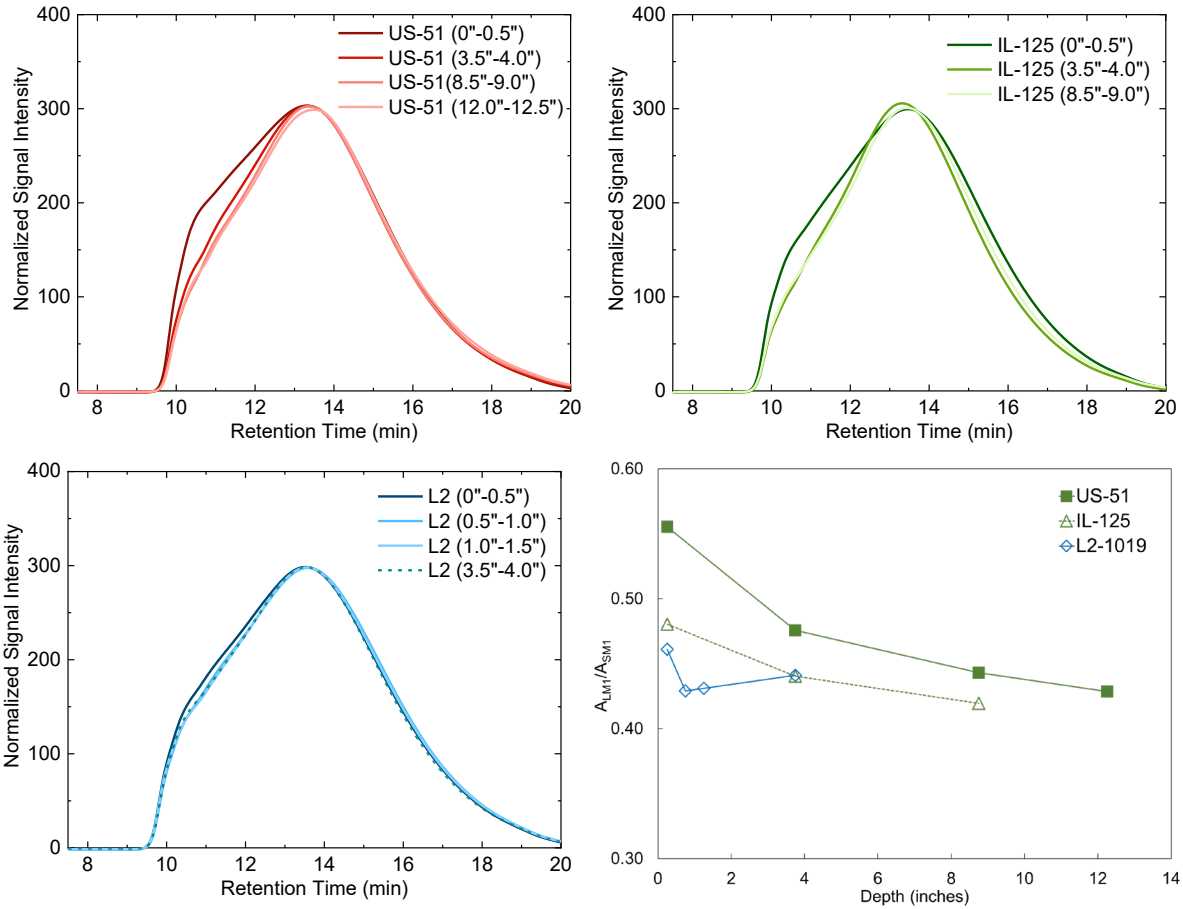 400
300
200
100
0
Normalized Signal Intensity
US-51 (0"-0.5")
US-51 (3.5"-4.0")
US-51(8.5"-9.0")
US-51 (12.0"-12.5")
8 10 12 14 16 18 20
Retention Time (min)
400
300
200
100
0
Normalized Signal Intensity
IL-125 (0"-0.5")
IL-125 (3.5"-4.0")
IL-125 (8.5"-9.0")
8 10 12 14 16 18 20
Retention Time (min)
400
300
200
100
0
Normalized Signal Intensity
L2 (0"-0.5")
L2 (0.5"-1.0")
L2 (1.0"-1.5")
L2 (3.5"-4.0")
8 10 12 14 16 18 20
Retention Time (min)
0.60
0.50
0.40
0.30
A_LM1/A_SM1
US-51
IL-125
L2-1019
0 2 4 6 8 10 12 14
Depth (inches)